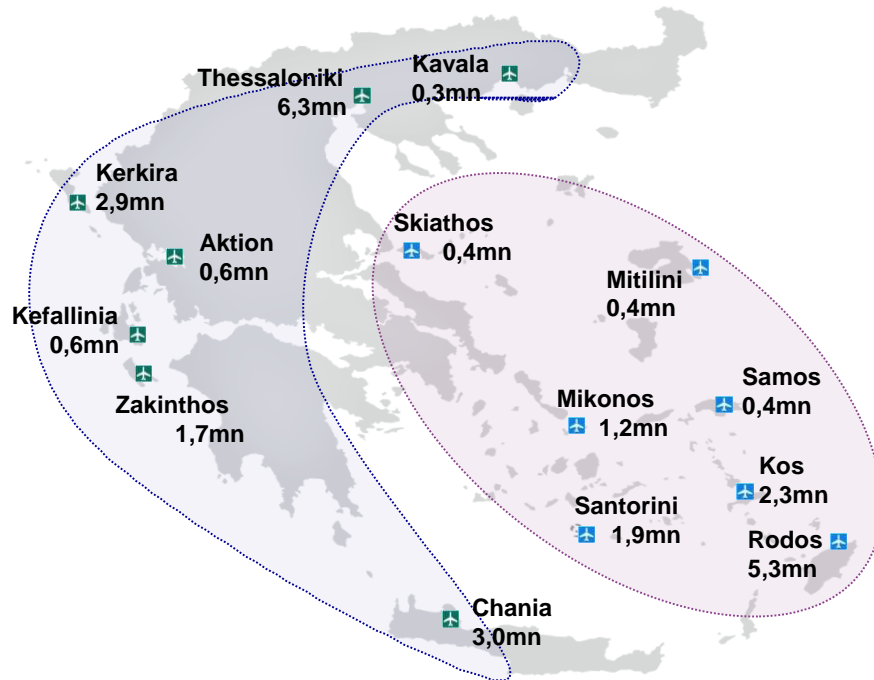 Thessaloniki
6,3mn
Kavala
0,3mn
Kerkira
2,9mn
Aktion
0,6mn
Skiathos
0,4mn
Mitilini
0,4mn
Kefallinia
0,6mn
Zakinthos
1,7mn
Mikonos
1,2mn
Samos
0,4mn
Kos
2,3mn
Santorini
1,9mn
Rodos
5,3mn
Chania
3,0mn